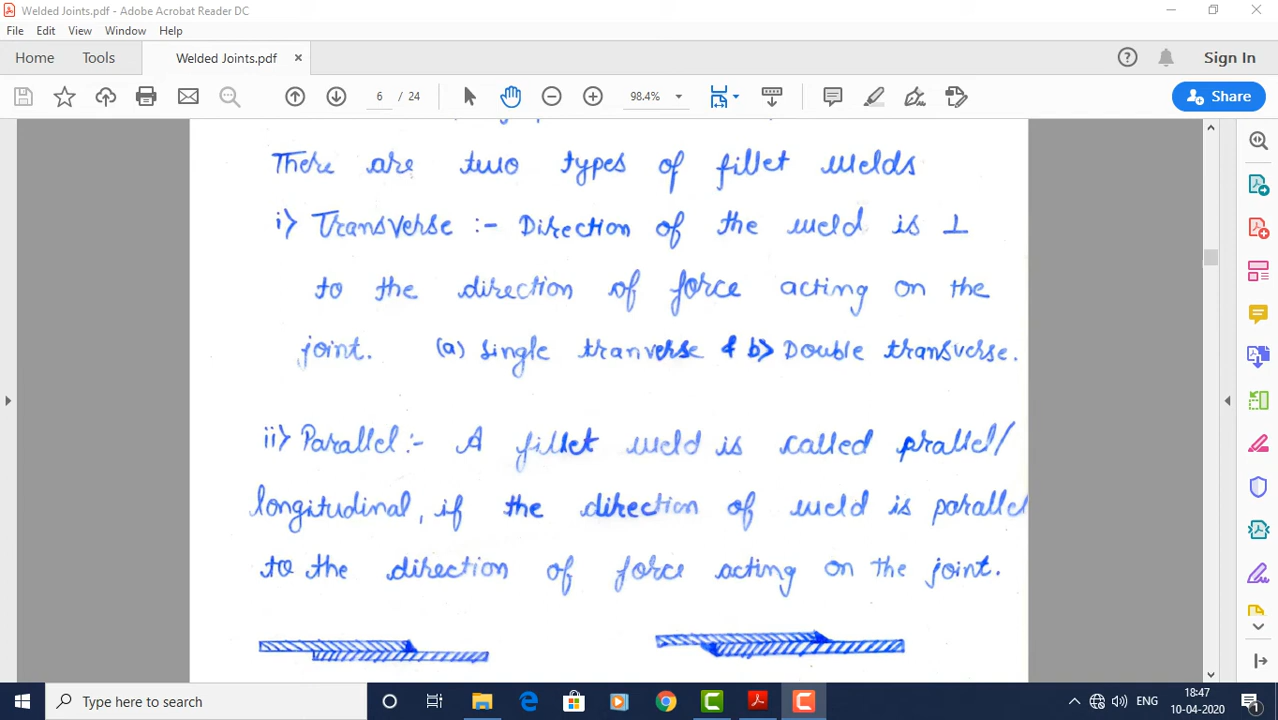 Welded Joints.pdf - Adobe Acrobat Reader DC
File Edit View Window Help
Home Tools Welded Joints.pdf × Sign In
6 / 24 98.4% Share
There are two types of fillet welds
i) Transverse :- Direction of the weld is ⊥
to the direction of force acting on the
joint. (a) single tranverse & b) Double transverse.
ii) Parallel :- A fillet weld is called prallel/
longitudinal, if the direction of weld is parallel
to the direction of force acting on the joint.
Type here to search
ENG
18:47
10-04-2020
1